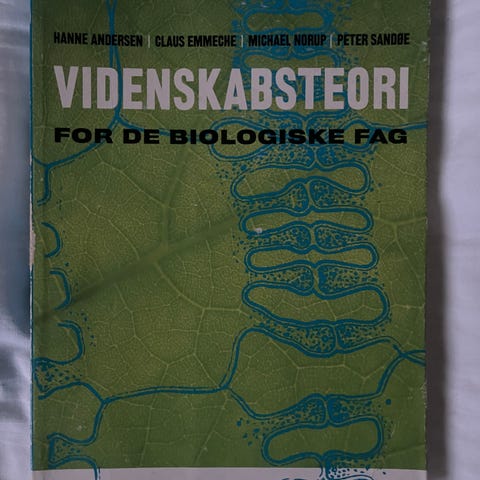 HANNE ANDERSEN | CLAUS EMMECHE | MICHAEL NORUP | PETER SANDØE
VIDENSKABSTEORI
FOR DE BIOLOGISKE FAG